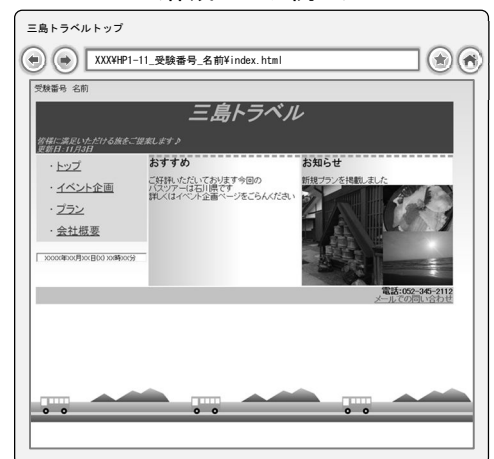 三島トラベルトップ
XXX¥HP1-11_受験番号_名前¥index.html
受験番号 名前
三島トラベル
皆様に満足いただける旅をご提案します♪
更新日:11月3日
・トップ
・イベント企画
・プラン
・会社概要
xxxx年xx月xx日(x) xx時xx分
おすすめ
ご好評いただいております今回の
バスツアーは石川県です
詳しくはイベント企画ページをごらんください
お知らせ
新規プランを掲載しました
電話:052-345-2112
メールでの問い合わせ